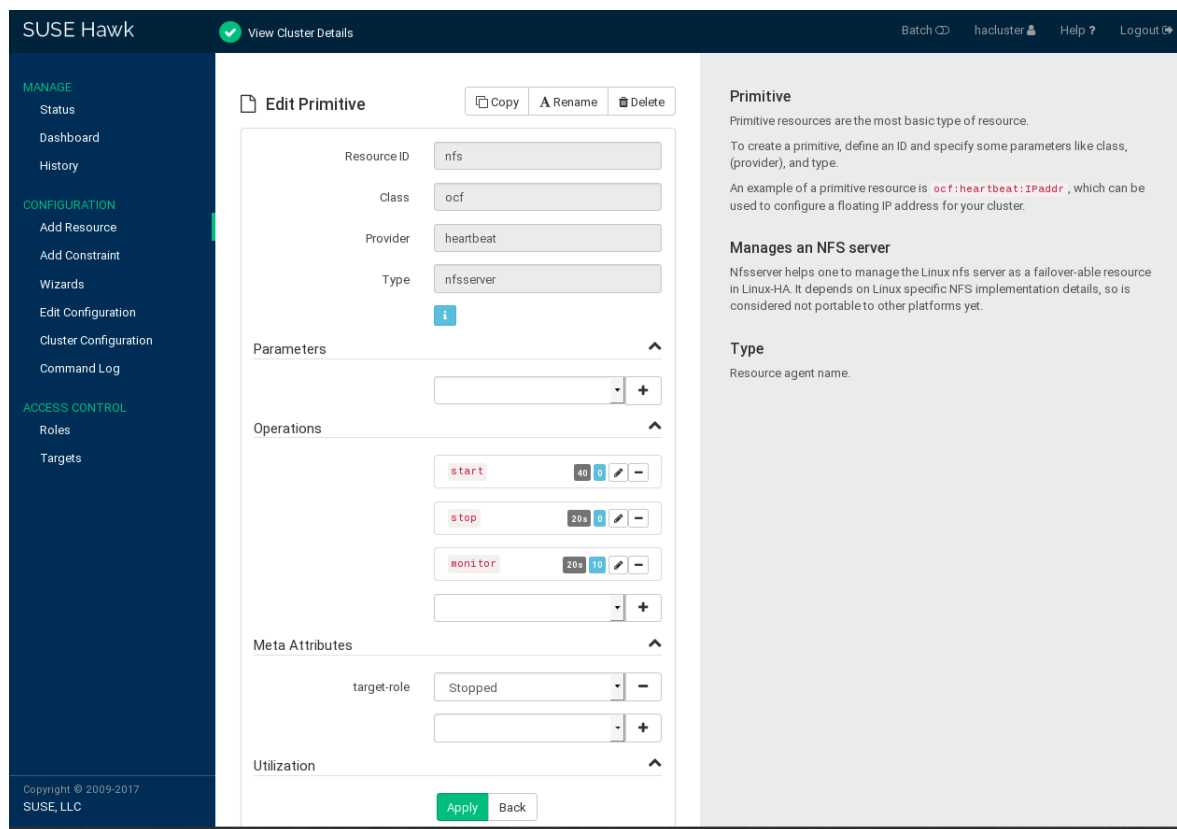 SUSE Hawk
View Cluster Details
Batch
hacluster
Help ?
Logout
MANAGE
Status
Dashboard
History
CONFIGURATION
Add Resource
Add Constraint
Wizards
Edit Configuration
Cluster Configuration
Command Log
ACCESS CONTROL
Roles
Targets
Copyright © 2009-2017
SUSE, LLC
Edit Primitive
Copy
A Rename
Delete
Resource ID nfs
Class ocf
Provider heartbeat
Type nfsserver
i
Parameters
Operations
start 40 0
stop 20s 0
monitor 20s 10
Meta Attributes
target-role Stopped
Utilization
Apply Back
Primitive
Primitive resources are the most basic type of resource.
To create a primitive, define an ID and specify some parameters like class,
(provider), and type.
An example of a primitive resource is ocf:heartbeat:IPaddr , which can be
used to configure a floating IP address for your cluster.
Manages an NFS server
Nfsserver helps one to manage the Linux nfs server as a failover-able resource
in Linux-HA. It depends on Linux specific NFS implementation details, so is
considered not portable to other platforms yet.
Type
Resource agent name.